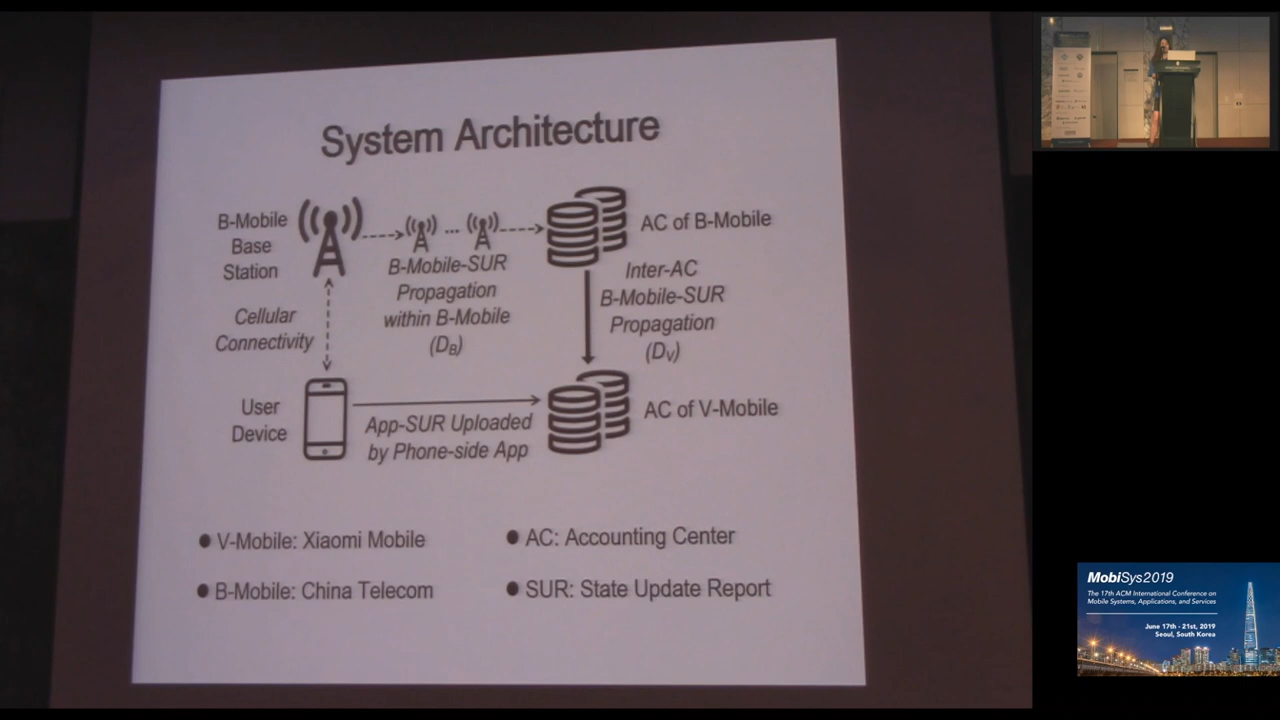 System Architecture
B-Mobile
Base
Station
...
AC of B-Mobile
B-Mobile-SUR
Propagation
within B-Mobile
(DB)
Inter-AC
B-Mobile-SUR
Propagation
(DV)
Cellular
Connectivity
User
Device
App-SUR Uploaded
by Phone-side App
AC of V-Mobile
● V-Mobile: Xiaomi Mobile
● AC: Accounting Center
● B-Mobile: China Telecom
● SUR: State Update Report
MobiSys2019
The 17th ACM International Conference on
Mobile Systems, Applications, and Services
June 17th - 21st, 2019
Seoul, South Korea